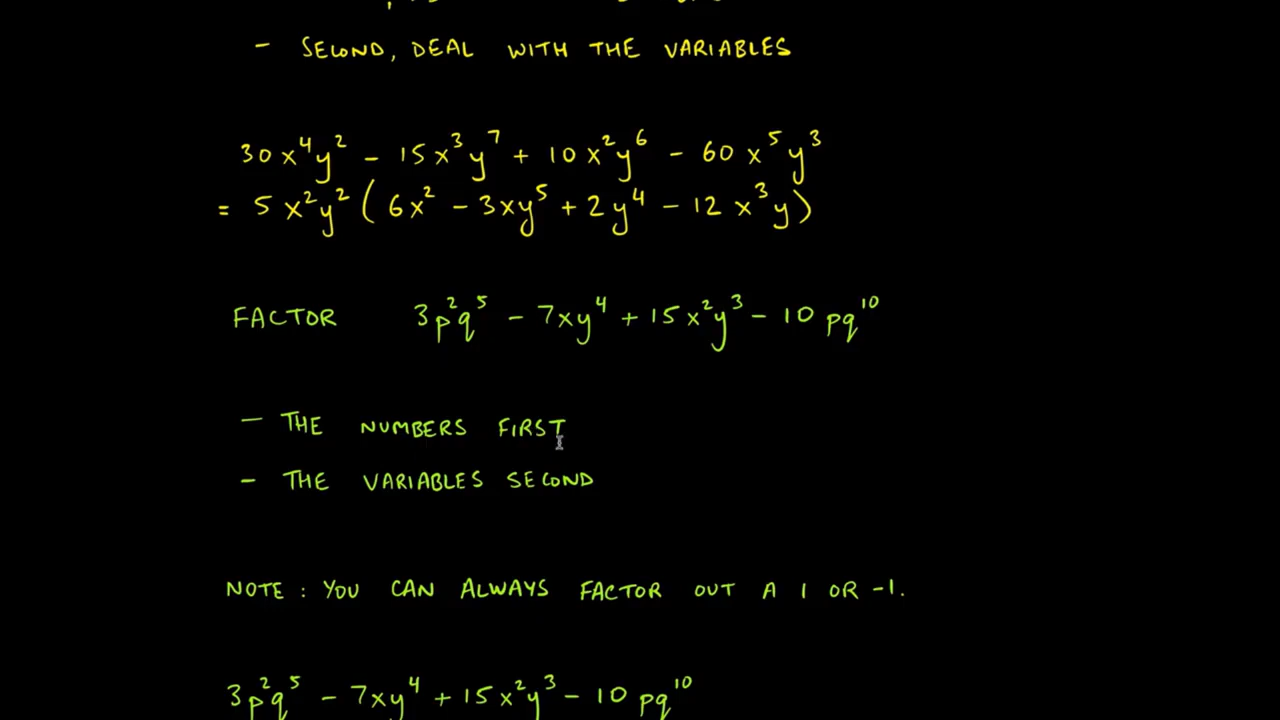 - SECOND, DEAL WITH THE VARIABLES
30x⁴y² - 15x³y⁷ + 10x²y⁶ - 60x⁵y³
= 5x²y²(6x² - 3xy⁵ + 2y⁴ - 12x³y)
FACTOR 3p²q⁵ - 7xy⁴ + 15x²y³ - 10pq¹⁰
- THE NUMBERS FIRST
- THE VARIABLES SECOND
NOTE: YOU CAN ALWAYS FACTOR OUT A 1 OR -1.
3p²q⁵ - 7xy⁴ + 15x²y³ - 10pq¹⁰